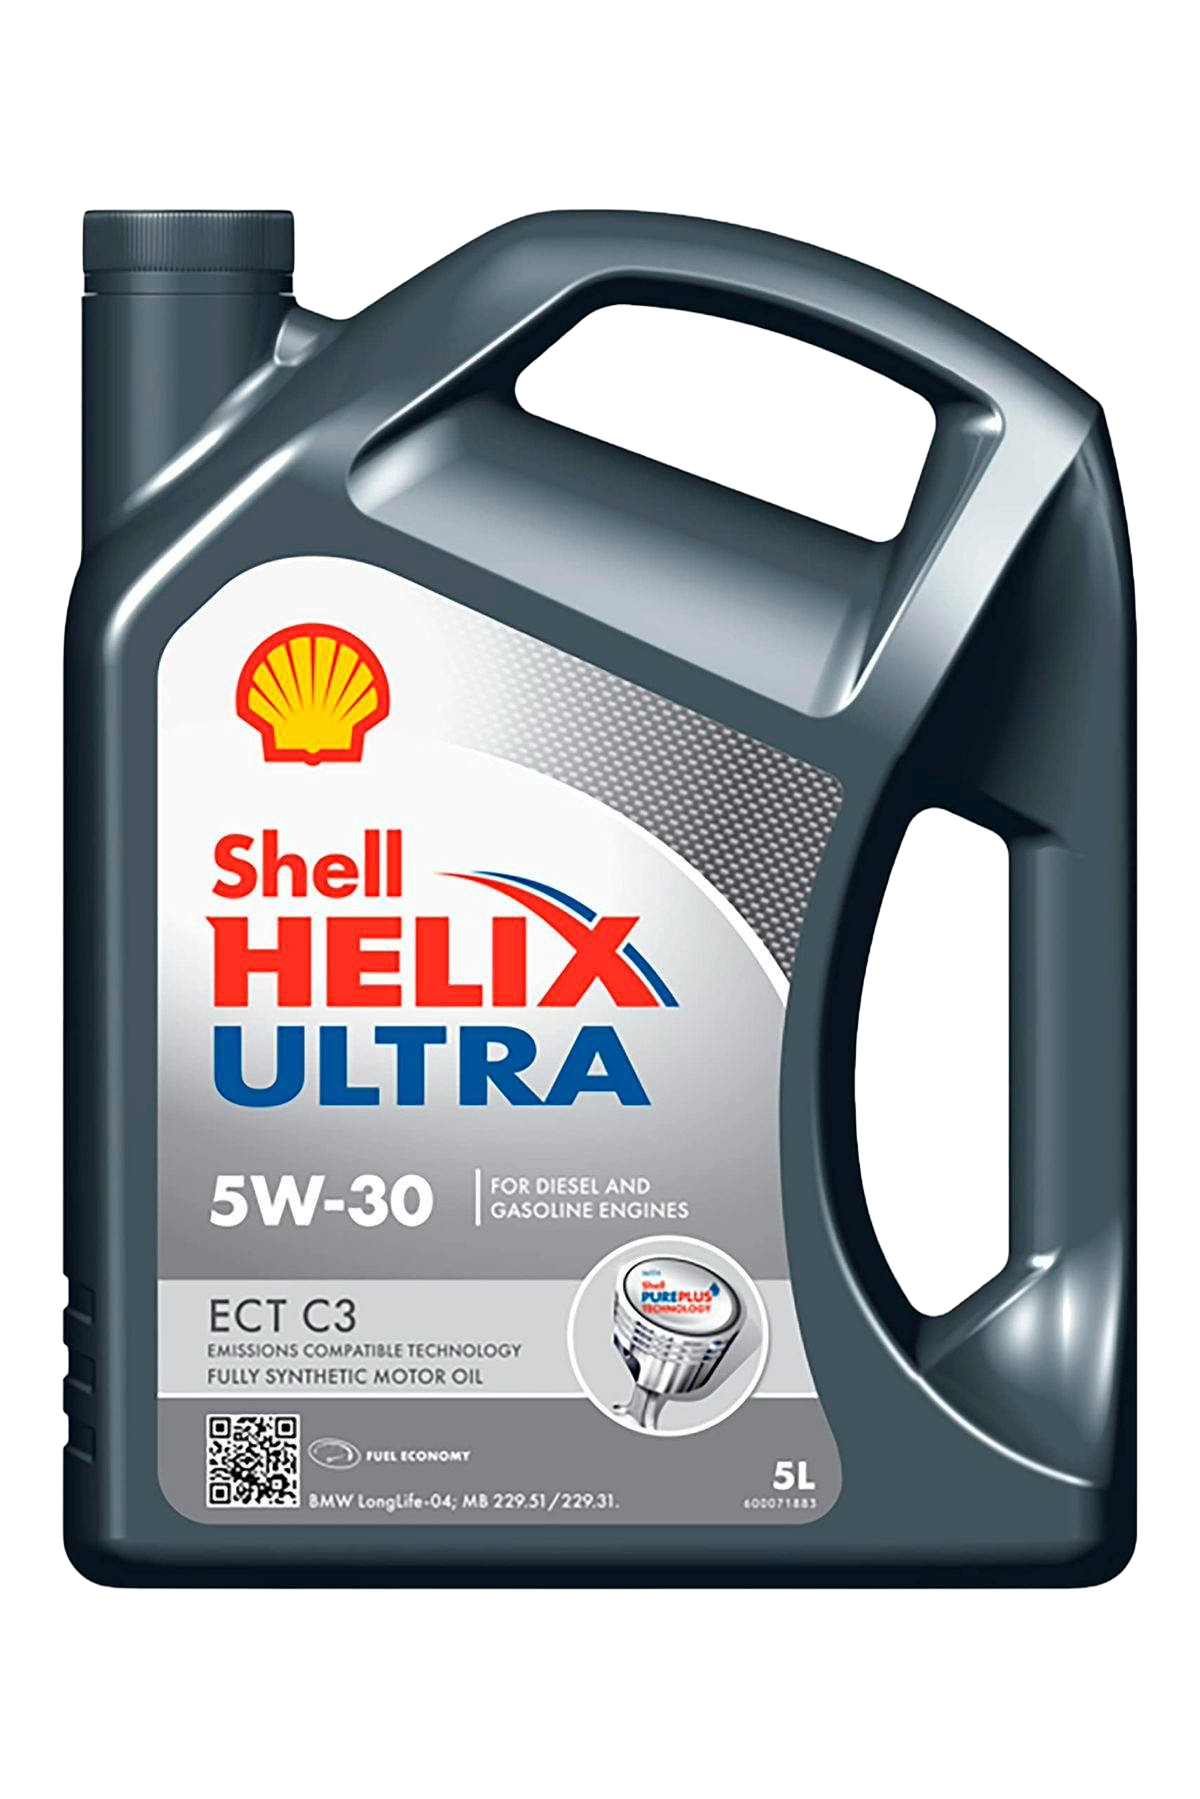 Shell
HELIX
ULTRA
5W-30
FOR DIESEL AND
GASOLINE ENGINES
Shell
PUREPLUS
TECHNOLOGY
ECT C3
EMISSIONS COMPATIBLE TECHNOLOGY
FULLY SYNTHETIC MOTOR OIL
FUEL ECONOMY
BMW LongLife-04; MB 229.51/229.31.
5L
600071883